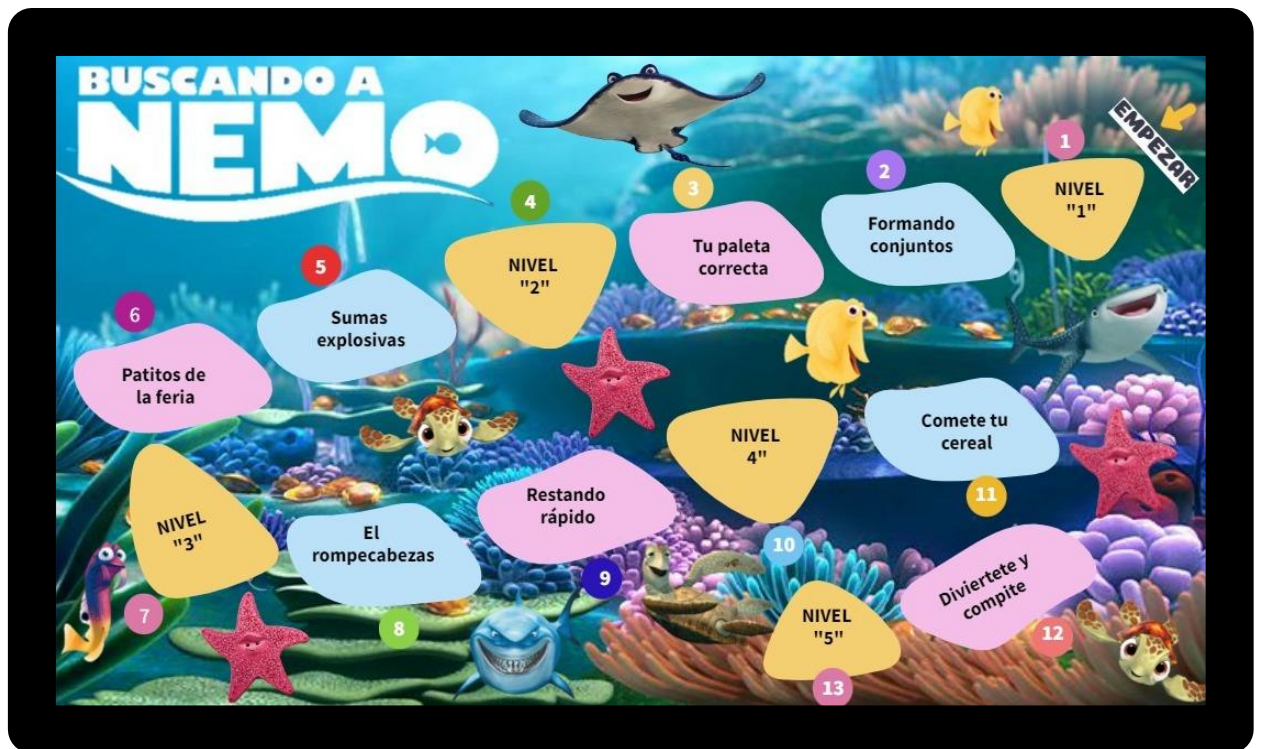 BUSCANDO A
NEMO
EMPEZAR
1
NIVEL
"1"
2
Formando
conjuntos
3
Tu paleta
correcta
4
NIVEL
"2"
5
Sumas
explosivas
6
Patitos de
la feria
NIVEL
"3"
7
El
rompecabezas
8
Restando
rápido
9
NIVEL
4"
10
Comete tu
cereal
11
Diviertete y
compite
12
NIVEL
"5"
13